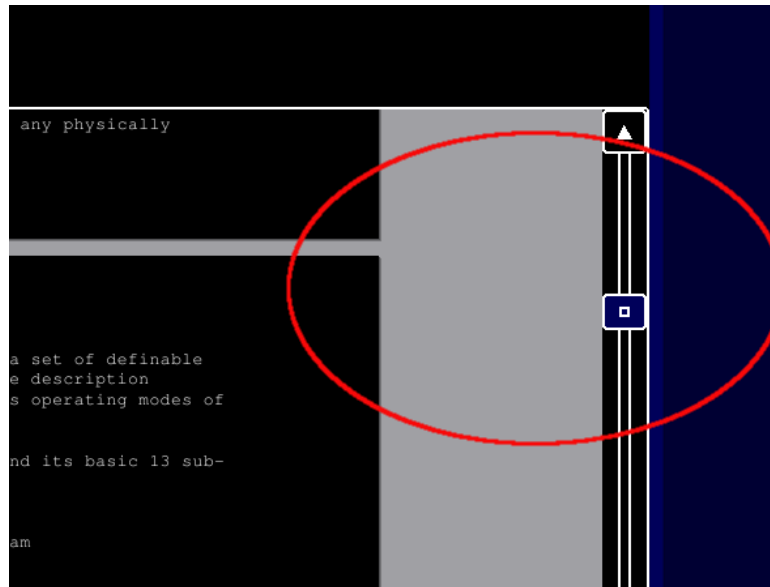 any physically
a set of definable
e description
s operating modes of
nd its basic 13 sub-
am